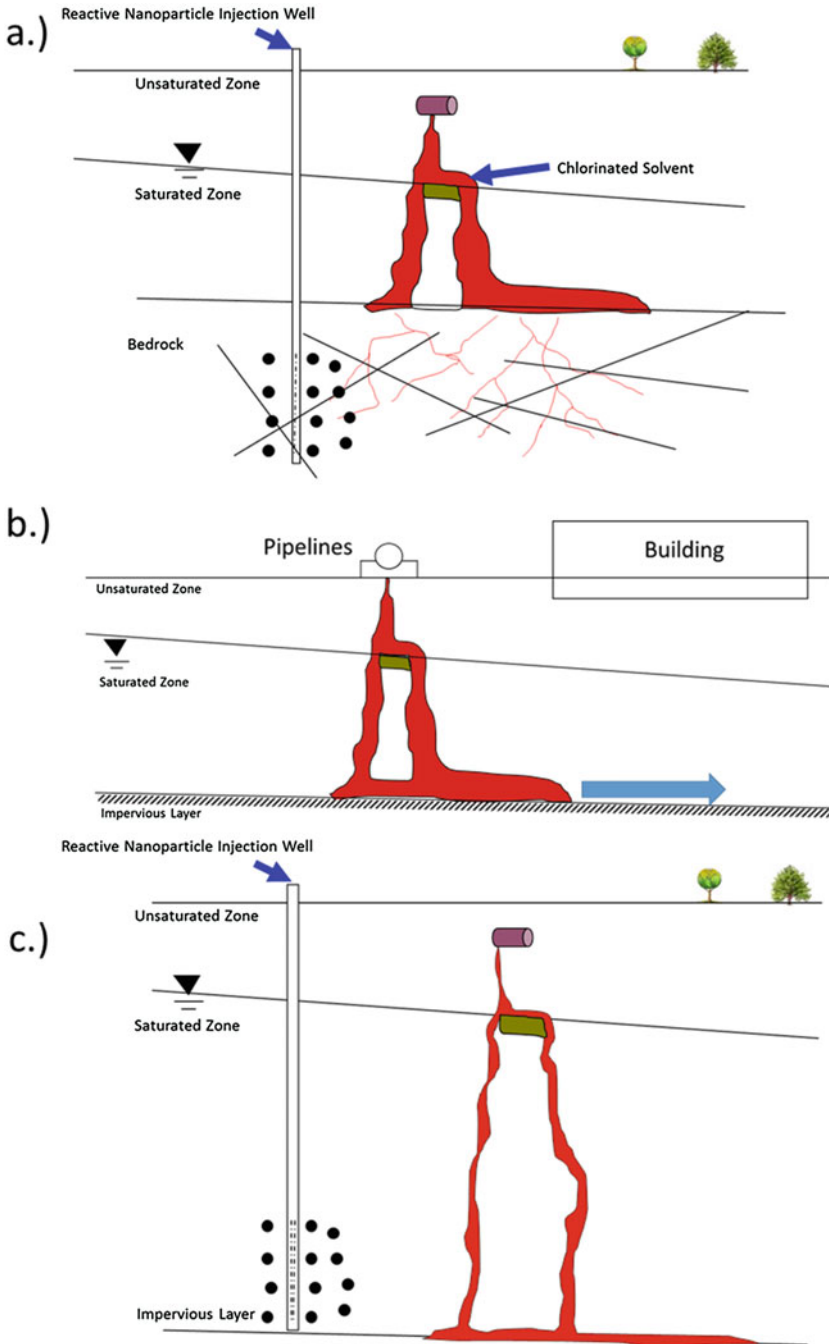 a.)
Reactive Nanoparticle Injection Well
Unsaturated Zone
Chlorinated Solvent
Saturated Zone
Bedrock
b.)
Pipelines
Building
Unsaturated Zone
Saturated Zone
Impervious Layer
Reactive Nanoparticle Injection Well
c.)
Unsaturated Zone
Saturated Zone
Impervious Layer